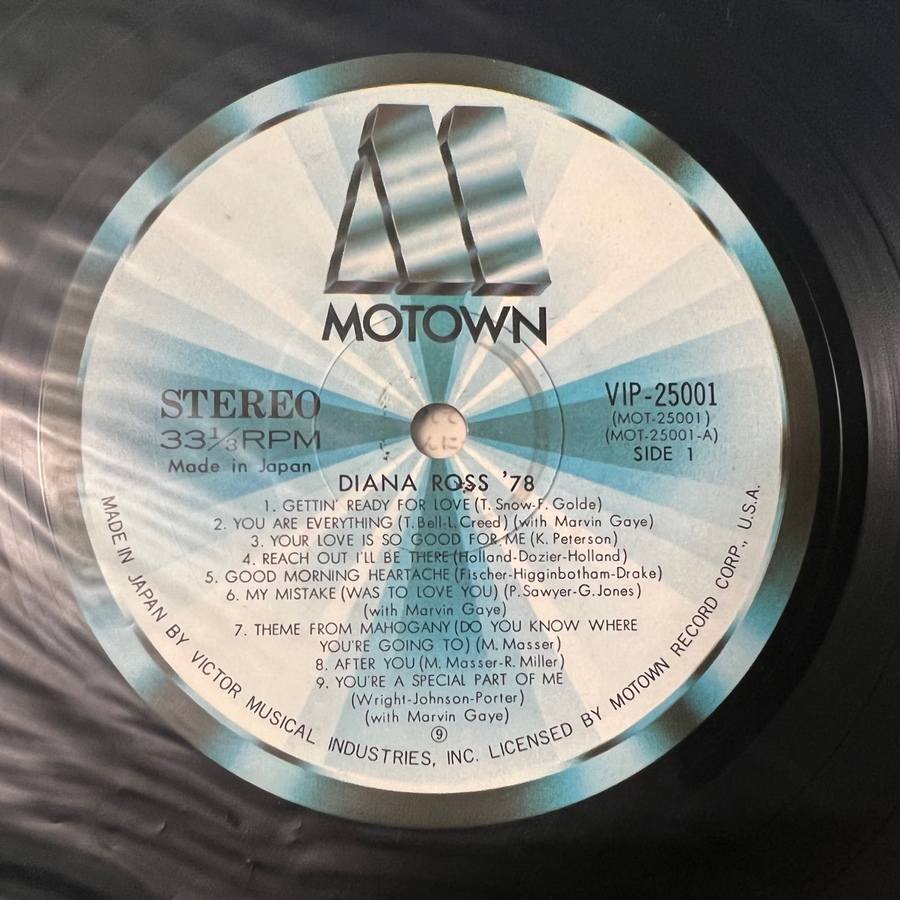 MOTOWN
STEREO
33⅓RPM
Made in Japan
VIP-25001
(MOT-25001)
(MOT-25001-A)
SIDE 1
DIANA ROSS '78
1. GETTIN' READY FOR LOVE (T. Snow-F. Golde)
2. YOU ARE EVERYTHING (T. Bell-L. Creed) (with Marvin Gaye)
3. YOUR LOVE IS SO GOOD FOR ME (K. Peterson)
4. REACH OUT I'LL BE THERE (Holland-Dozier-Holland)
5. GOOD MORNING HEARTACHE (Fischer-Higginbotham-Drake)
6. MY MISTAKE (WAS TO LOVE YOU) (P. Sawyer-G. Jones)
(with Marvin Gaye)
7. THEME FROM MAHOGANY (DO YOU KNOW WHERE
YOU'RE GOING TO) (M. Masser)
8. AFTER YOU (M. Masser-R. Miller)
9. YOU'RE A SPECIAL PART OF ME
(Wright-Johnson-Porter)
(with Marvin Gaye)
⑨
MADE IN JAPAN BY VICTOR MUSICAL INDUSTRIES, INC. LICENSED BY MOTOWN RECORD CORP., U.S.A.